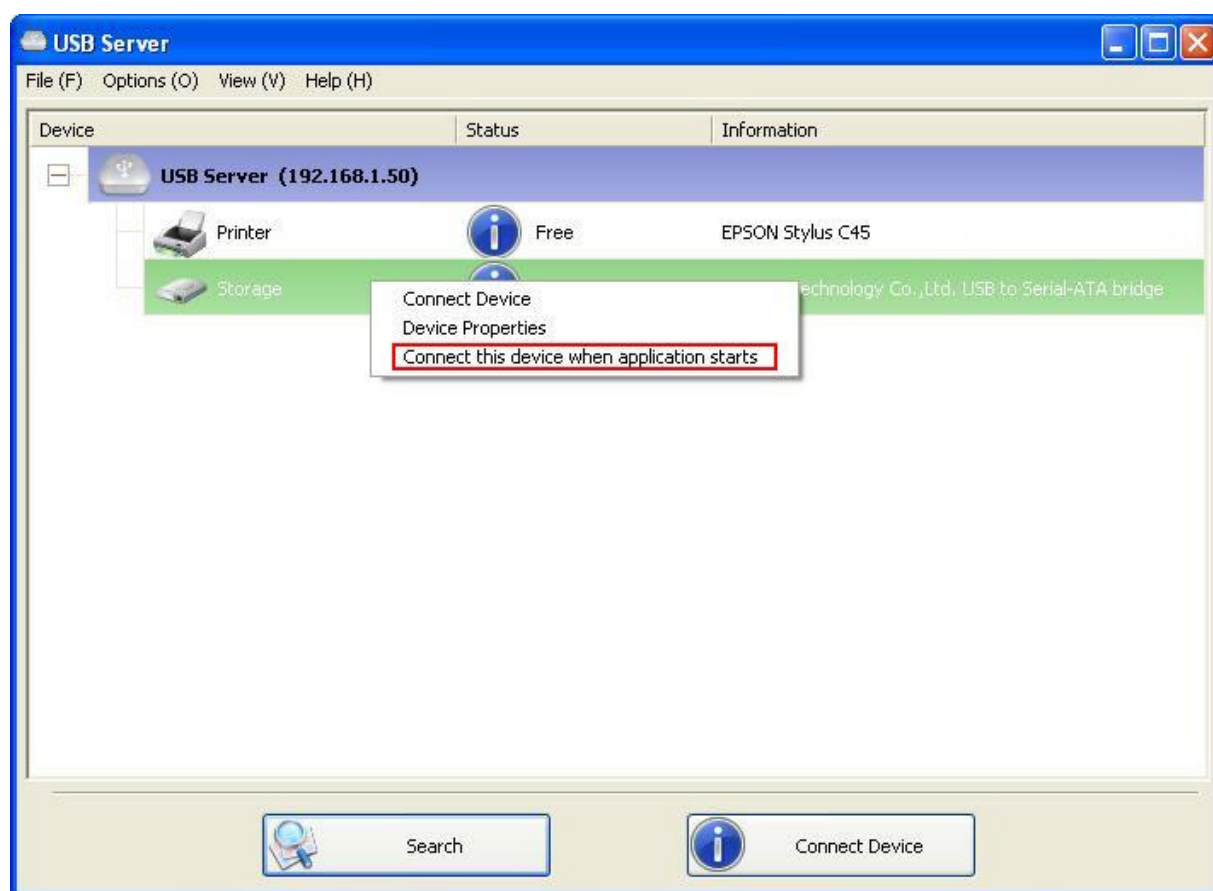 USB Server
File (F) Options (O) View (V) Help (H)
Device Status Information
USB Server (192.168.1.50)
Printer Free EPSON Stylus C45
Storage Technology Co.,Ltd. USB to Serial-ATA bridge
Connect Device
Device Properties
Connect this device when application starts
Search Connect Device